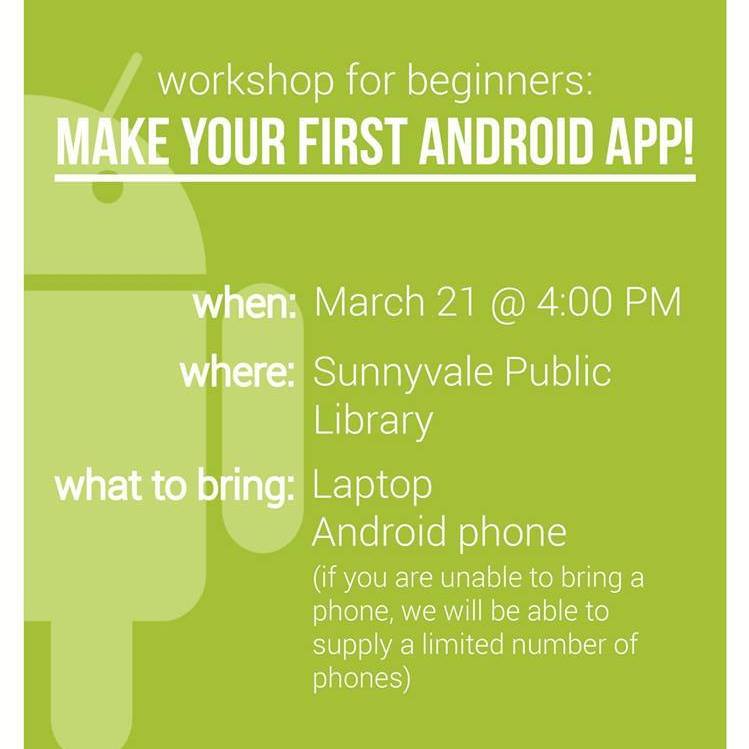 workshop for beginners:
MAKE YOUR FIRST ANDROID APP!
when: March 21 @ 4:00 PM
where: Sunnyvale Public
Library
what to bring: Laptop
Android phone
(if you are unable to bring a
phone, we will be able to
supply a limited number of
phones)